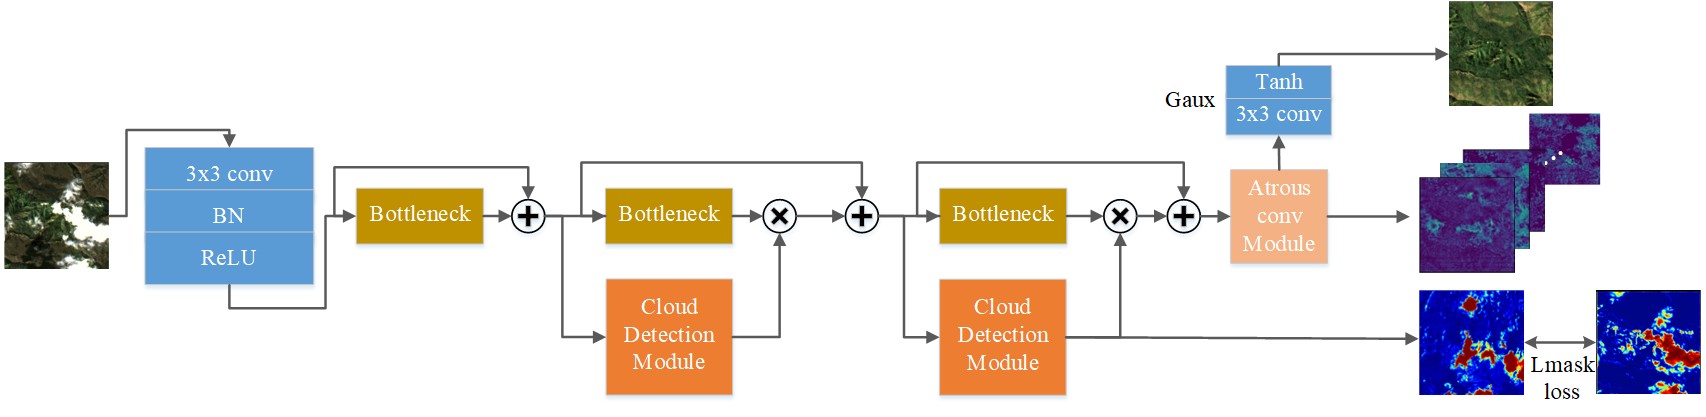 3x3 conv
BN
ReLU
Bottleneck
Bottleneck
Cloud
Detection
Module
Bottleneck
Cloud
Detection
Module
Atrous
conv
Module
Gaux
Tanh
3x3 conv
Lmask
loss